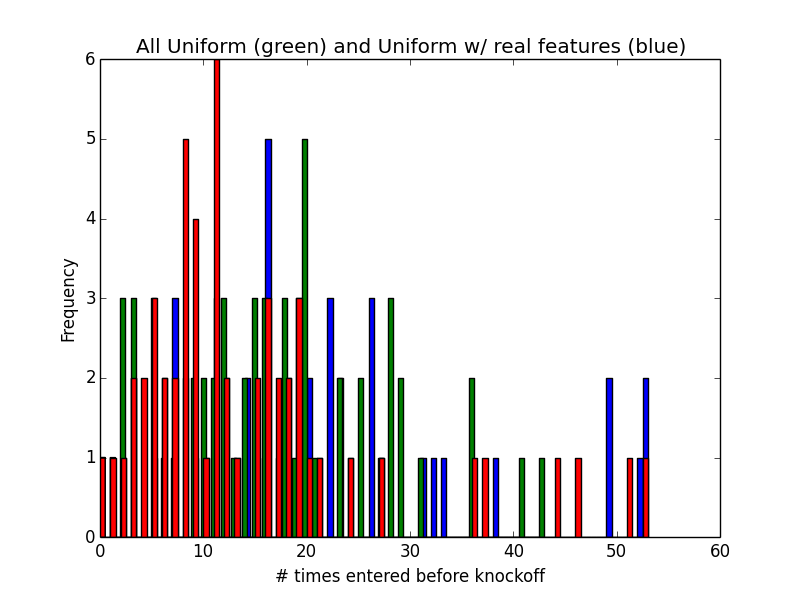 All Uniform (green) and Uniform w/ real features (blue)
6
5
4
3
2
1
0
Frequency
0 10 20 30 40 50 60
# times entered before knockoff